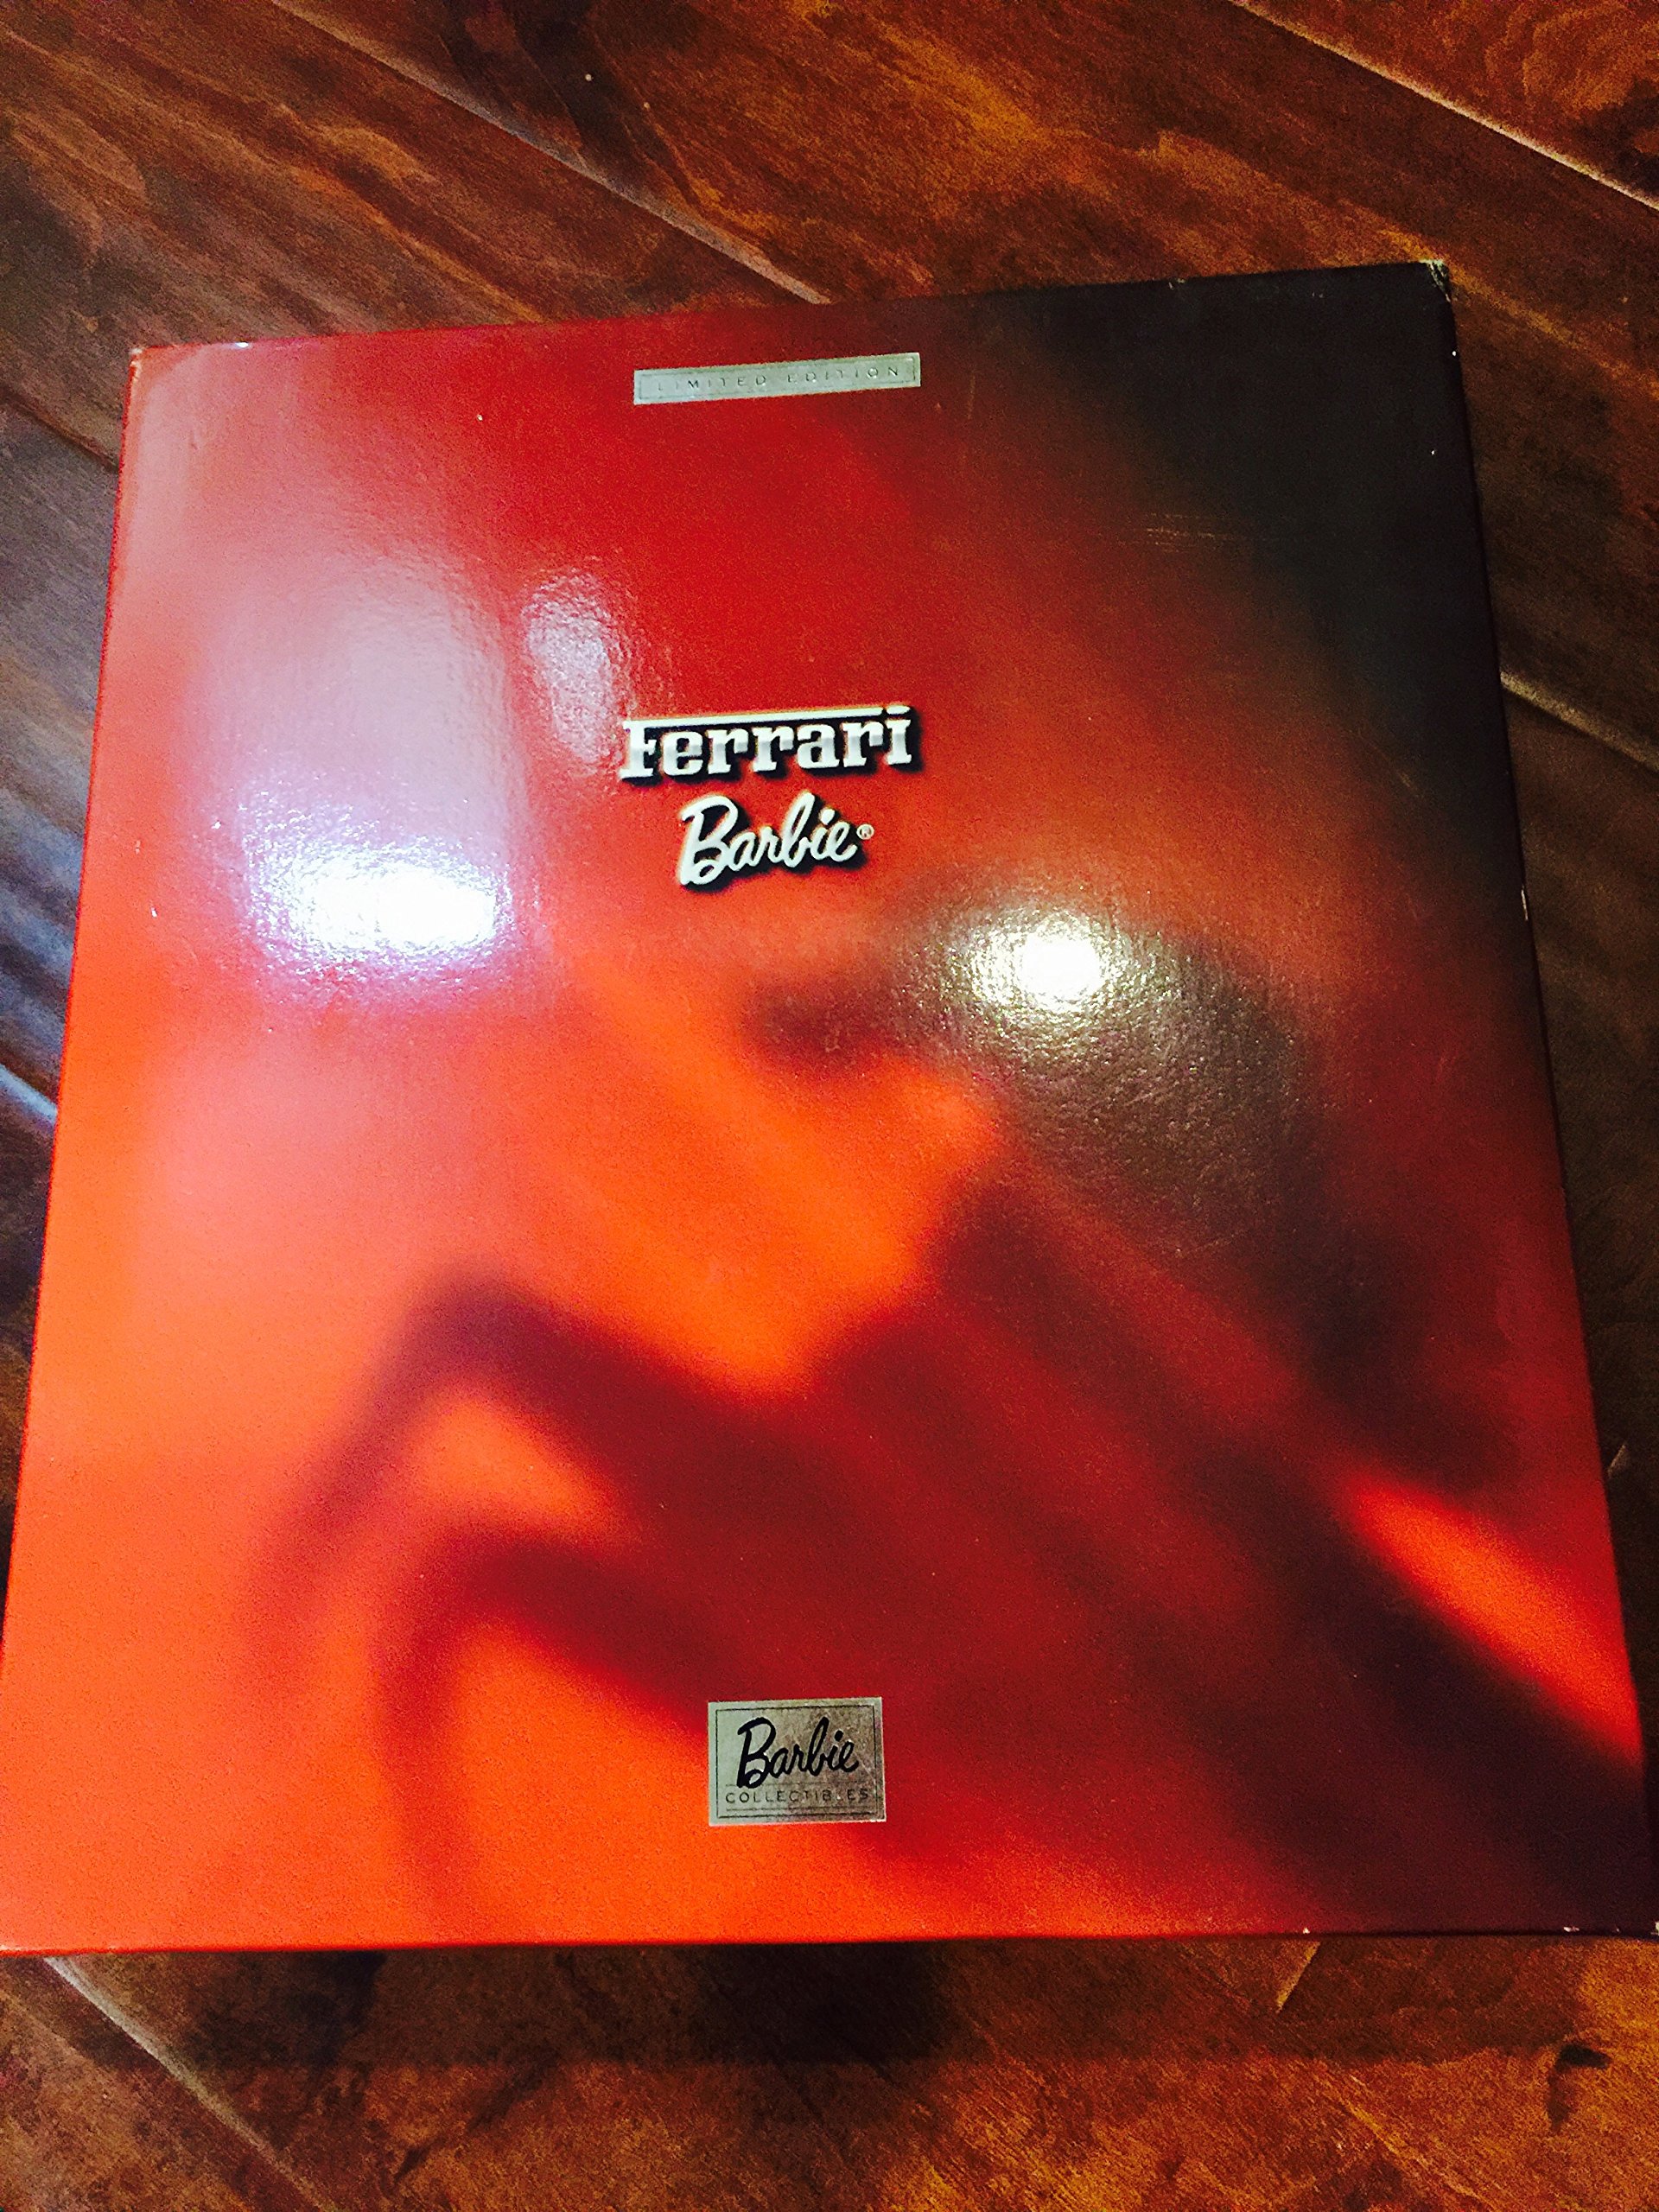 LIMITED EDITION
Ferrari
Barbie®
Barbie
COLLECTIBLES